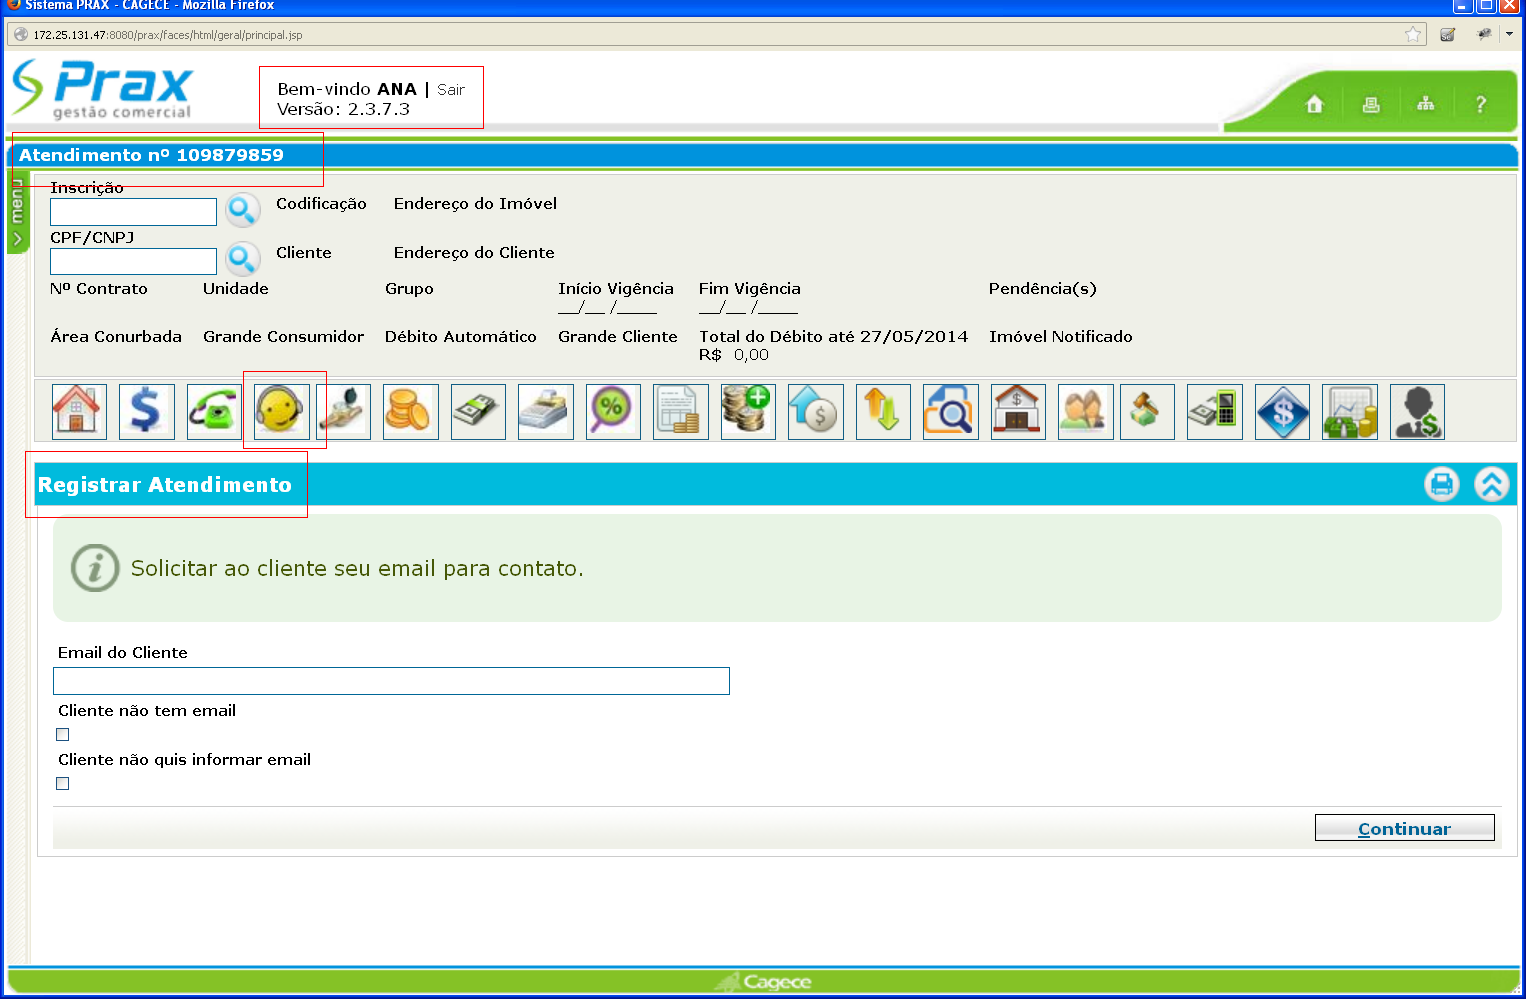 Sistema PRAX - CAGECE - Mozilla Firefox
172.25.131.47:8080/prax/faces/html/geral/principal.jsp
Prax
gestão comercial
Bem-vindo ANA | Sair
Versão: 2.3.7.3
?
Atendimento nº 109879859
menu
Inscrição
Codificação Endereço do Imóvel
CPF/CNPJ
Cliente Endereço do Cliente
Nº Contrato Unidade Grupo Início Vigência Fim Vigência Pendência(s)
__/__ /____ __/__ /____
Área Conurbada Grande Consumidor Débito Automático Grande Cliente Total do Débito até 27/05/2014 Imóvel Notificado
R$ 0,00
Registrar Atendimento
Solicitar ao cliente seu email para contato.
Email do Cliente
Cliente não tem email
Cliente não quis informar email
Continuar
Cagece